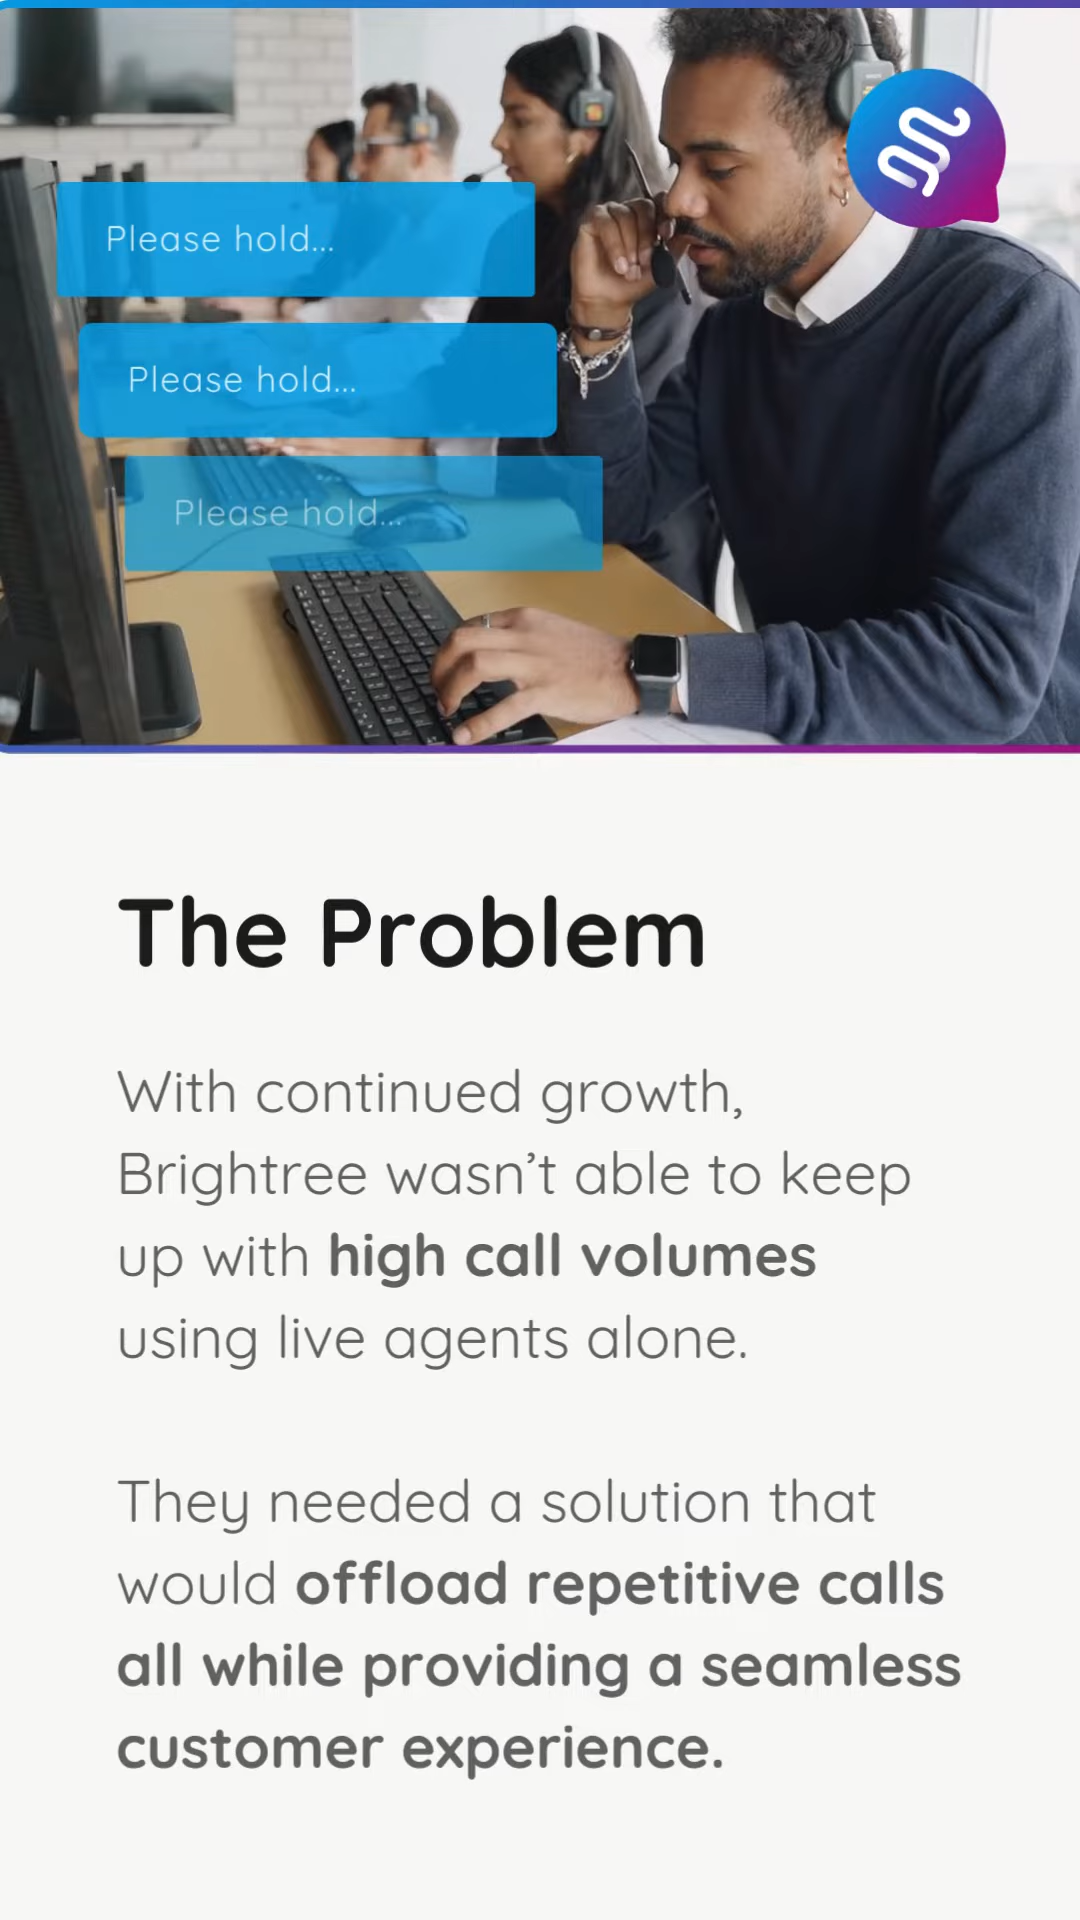 Please hold...
Please hold...
Please hold...
The Problem
With continued growth,
Brightree wasn’t able to keep
up with high call volumes
using live agents alone.
They needed a solution that
would offload repetitive calls
all while providing a seamless
customer experience.